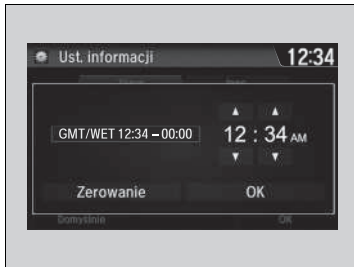 Ust. informacji
12:34
GMT/WET 12:34 – 00:00
12 : 34 AM
Zerowanie
OK
Domyślnie
OK